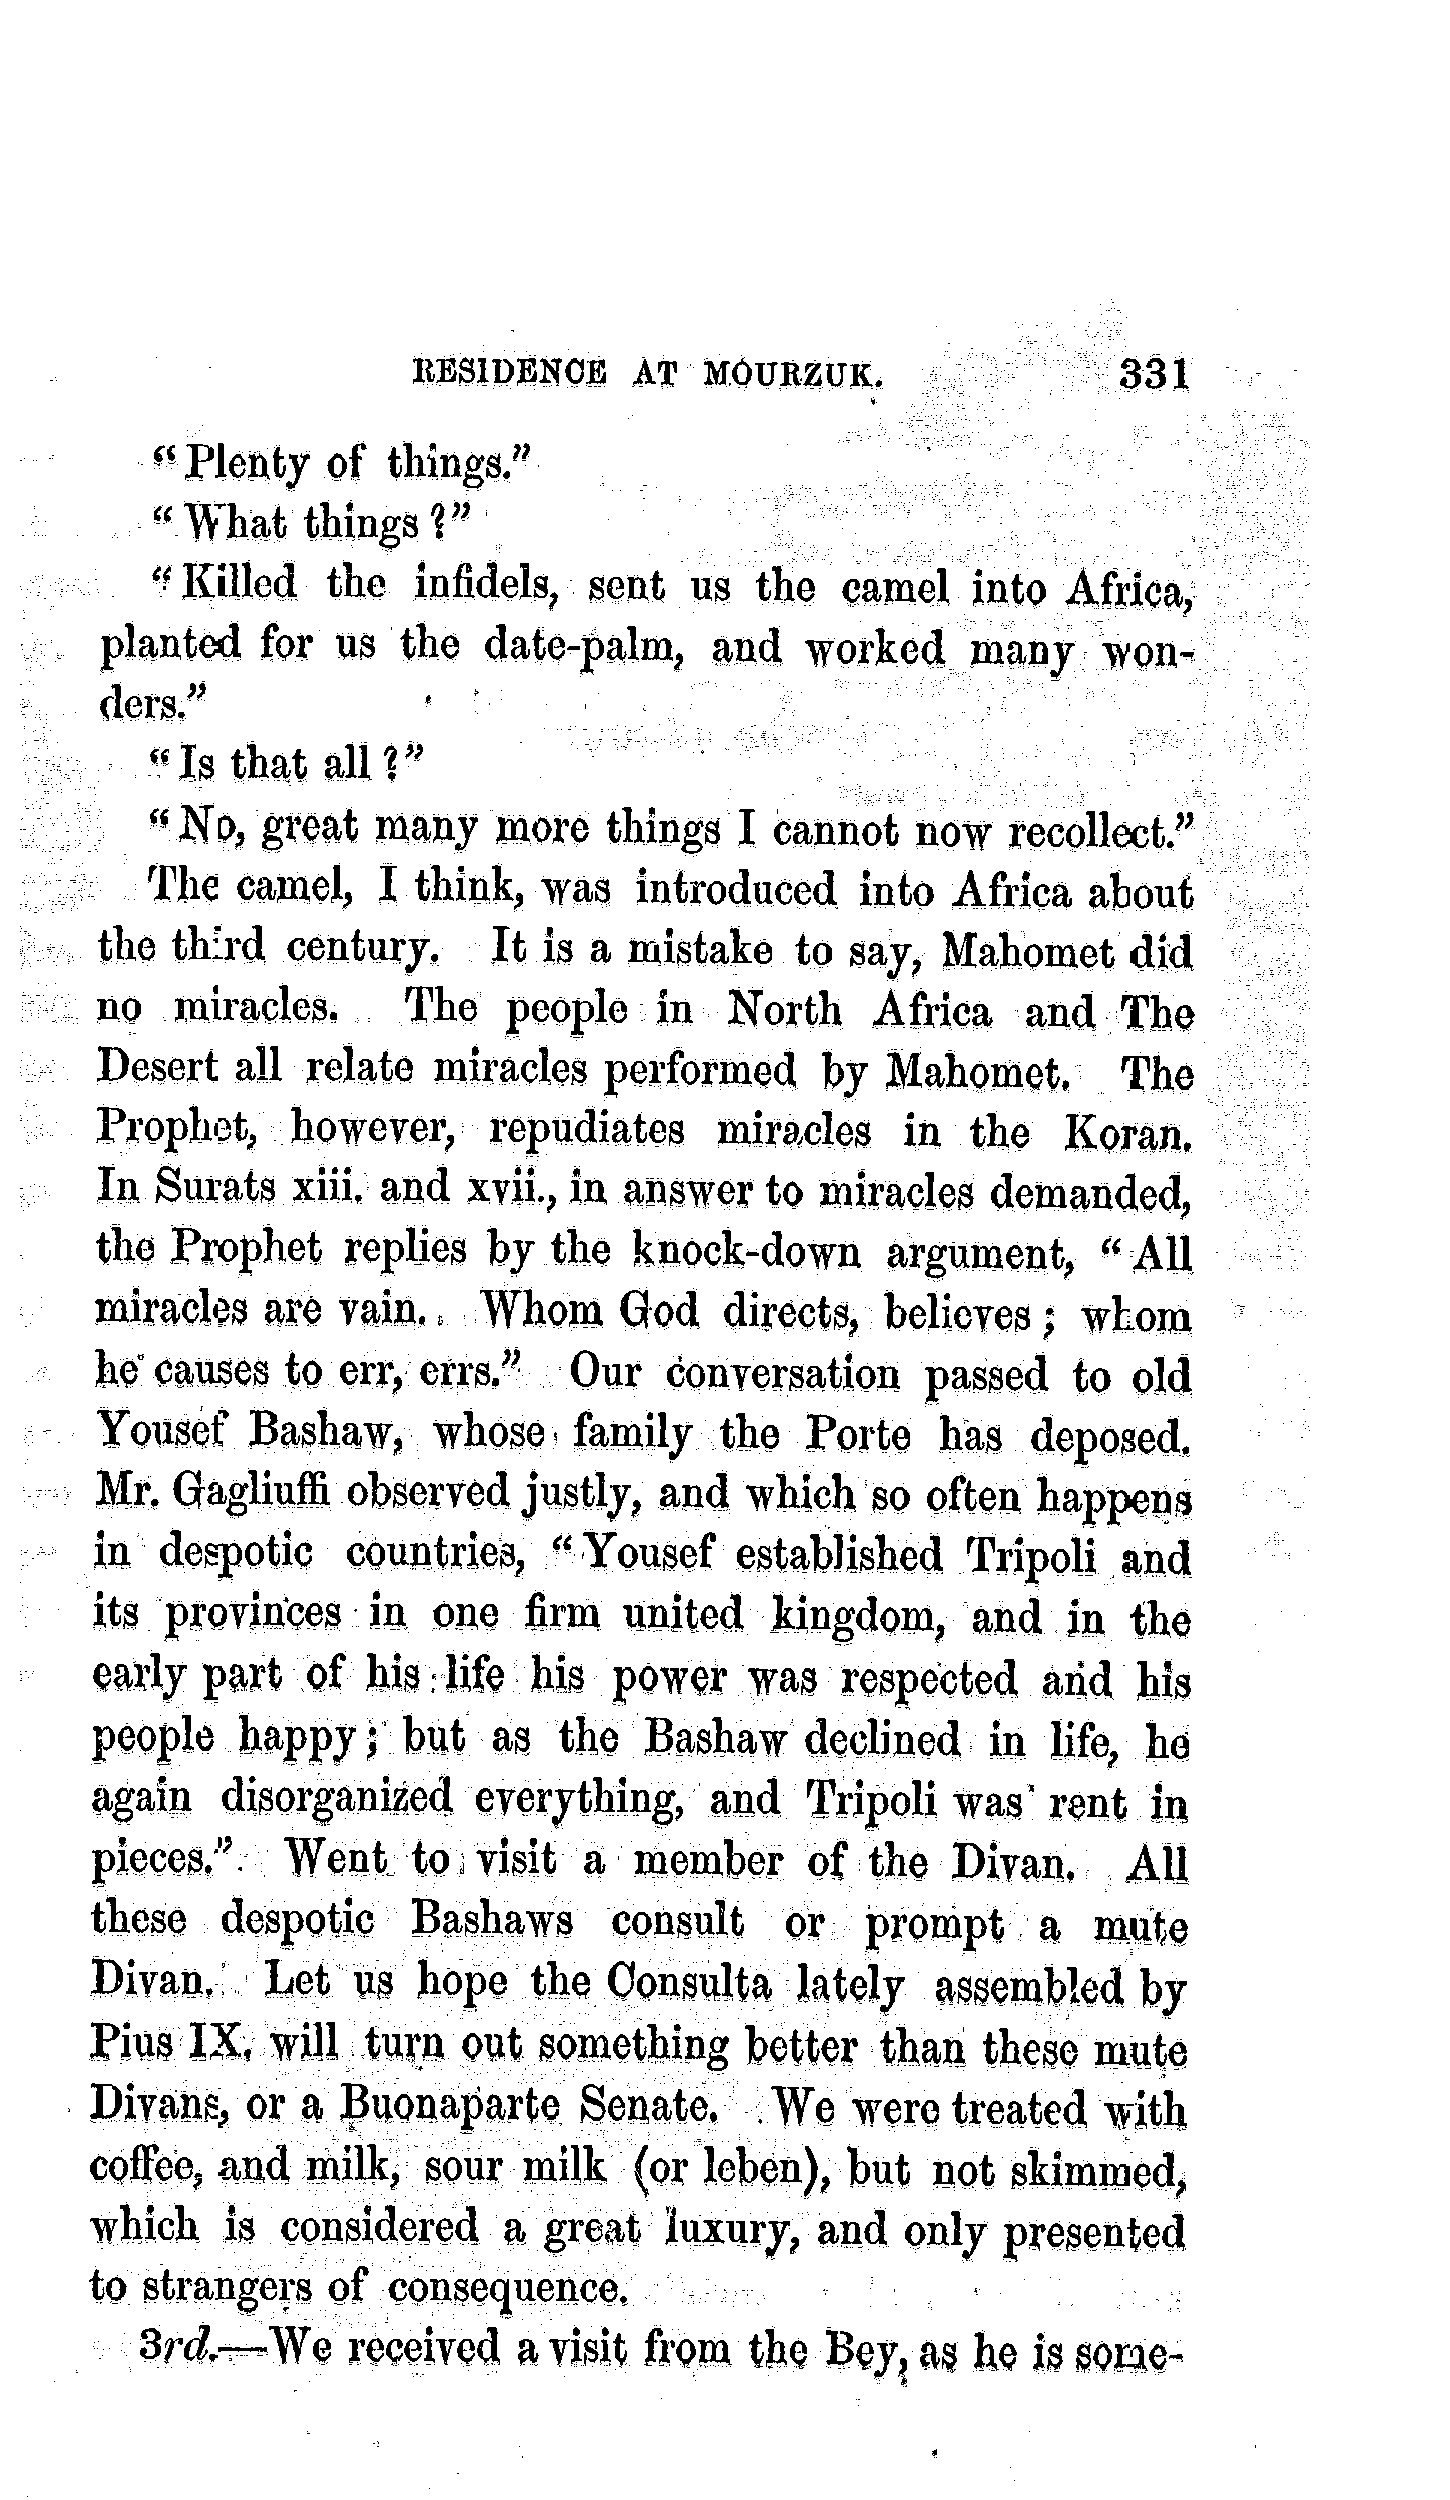 RESIDENCE AT MOURZUK. 331
"Plenty of things."
"What things?"
"Killed the infidels, sent us the camel into Africa,
planted for us the date-palm, and worked many won-
ders."
"Is that all?"
"No, great many more things I cannot now recollect."
The camel, I think, was introduced into Africa about
the third century. It is a mistake to say, Mahomet did
no miracles. The people in North Africa and The
Desert all relate miracles performed by Mahomet. The
Prophet, however, repudiates miracles in the Koran.
In Surats xiii. and xvii., in answer to miracles demanded,
the Prophet replies by the knock-down argument, "All
miracles are vain. Whom God directs, believes; whom
he causes to err, errs." Our conversation passed to old
Yousef Bashaw, whose family the Porte has deposed.
Mr. Gagliuffi observed justly, and which so often happens
in despotic countries, "Yousef established Tripoli and
its provinces in one firm united kingdom, and in the
early part of his life his power was respected and his
people happy; but as the Bashaw declined in life, he
again disorganized everything, and Tripoli was rent in
pieces." Went to visit a member of the Divan. All
these despotic Bashaws consult or prompt a mute
Divan. Let us hope the Consulta lately assembled by
Pius IX. will turn out something better than these mute
Divans, or a Buonaparte Senate. We were treated with
coffee, and milk, sour milk (or leben), but not skimmed,
which is considered a great luxury, and only presented
to strangers of consequence.
3rd.—We received a visit from the Bey, as he is some-